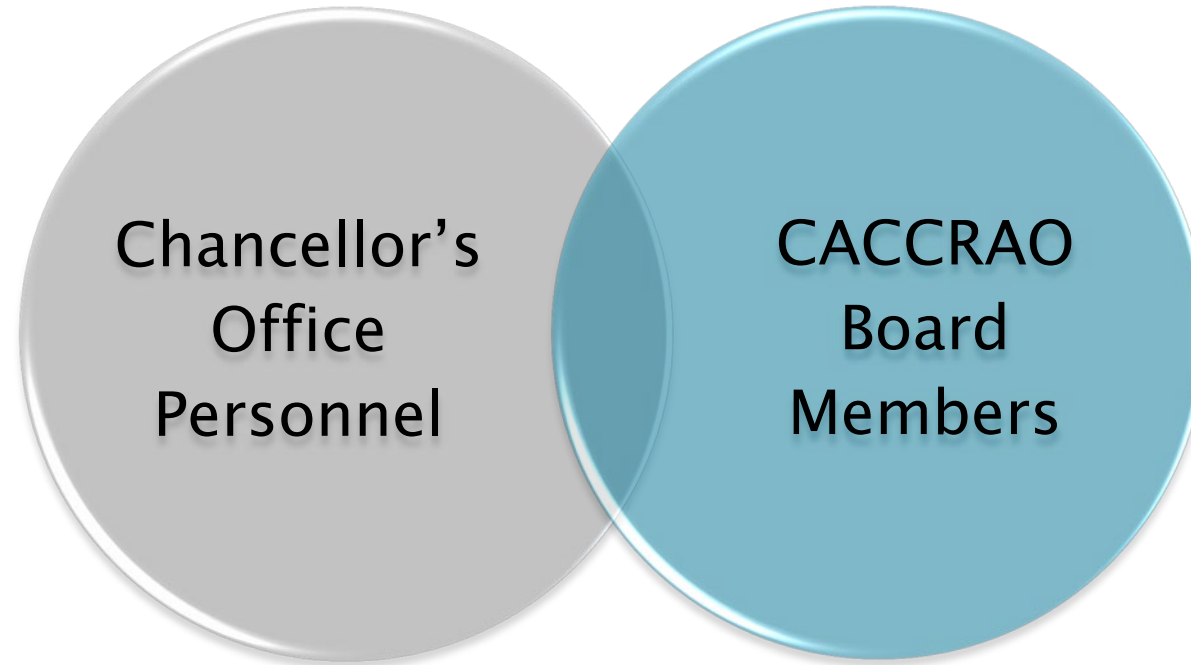 Chancellor’s
Office
Personnel
CACCRAO
Board
Members